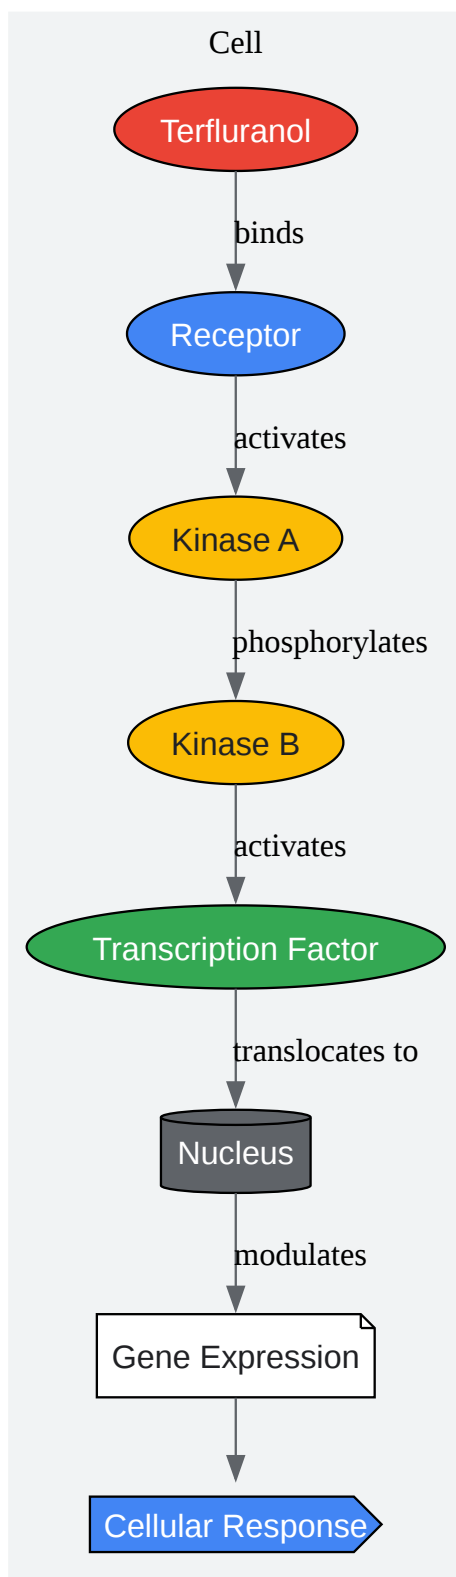 Cell
Terfluranol
binds
Receptor
activates
Kinase A
phosphorylates
Kinase B
activates
Transcription Factor
translocates to
Nucleus
modulates
Gene Expression
Cellular Response